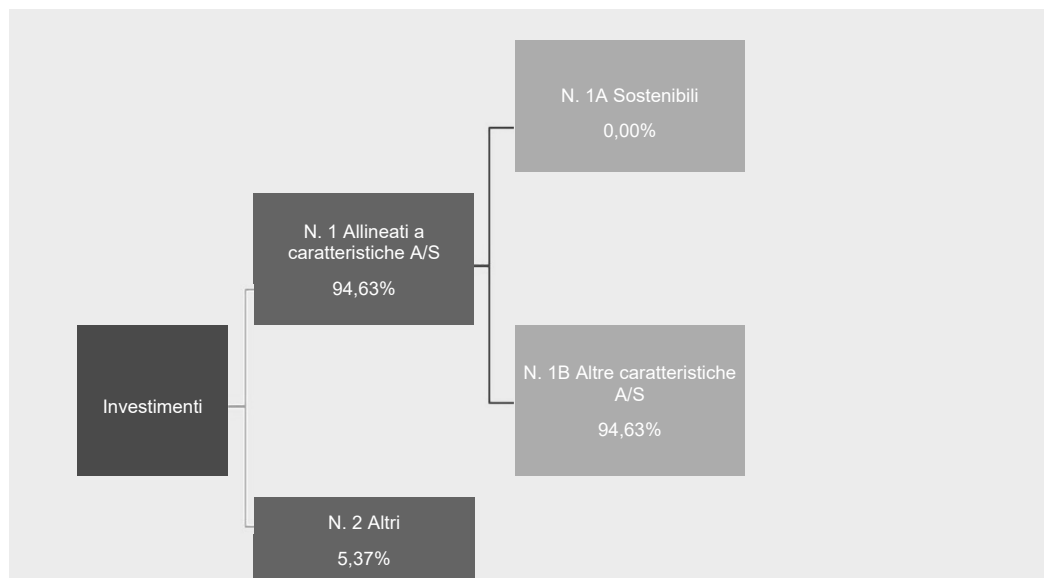 N. 1A Sostenibili
0,00%
N. 1 Allineati a
caratteristiche A/S
94,63%
Investimenti
N. 1B Altre caratteristiche
A/S
94,63%
N. 2 Altri
5,37%